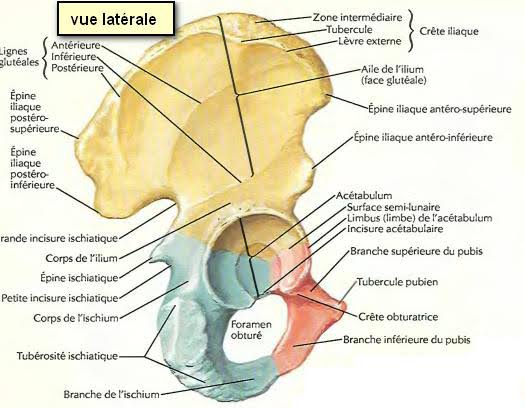 vue latérale
Lignes
glutéales
Antérieure
Inférieure
Postérieure
Épine
iliaque
postéro-
supérieure
Épine
iliaque
postéro-
inférieure
rande incisure ischiatique
Corps de l'ilium
Épine ischiatique
Petite incisure ischiatique
Corps de l'ischium
Tubérosité ischiatique
Branche de l'ischium
Foramen
obturé
Zone intermédiaire
Tubercule
Lèvre externe
Crête iliaque
Aile de l'ilium
(face glutéale)
Épine iliaque antéro-supérieure
Épine iliaque antéro-inférieure
Acétabulum
Surface semi-lunaire
Limbus (limbe) de l'acétabulum
Incisure acétabulaire
Branche supérieure du pubis
Tubercule pubien
Crête obturatrice
Branche inférieure du pubis